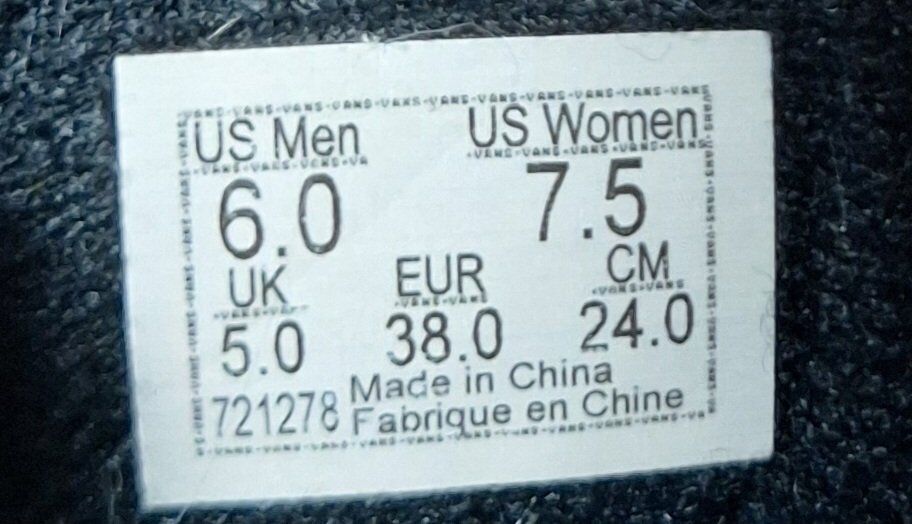 US Men US Women
6.0 7.5
UK EUR CM
5.0 38.0 24.0
721278 Made in China
Fabrique en Chine